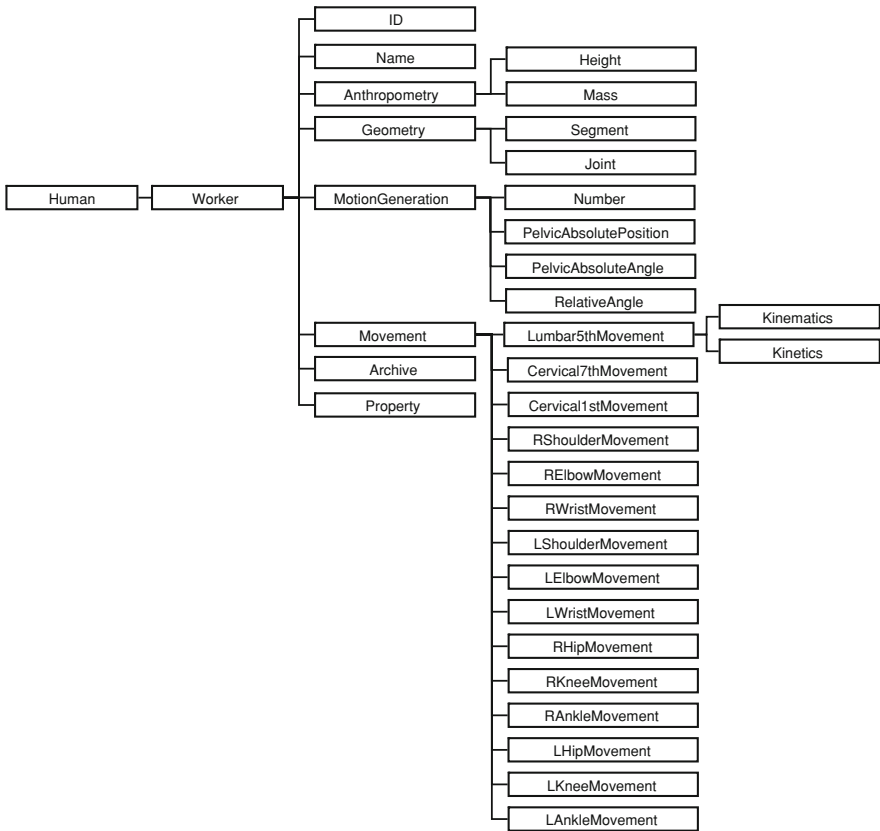 ID
Name
Height
Anthropometry
Mass
Geometry
Segment
Joint
Human
Worker
MotionGeneration
Number
PelvicAbsolutePosition
PelvicAbsoluteAngle
RelativeAngle
Kinematics
Movement
Lumbar5thMovement
Kinetics
Archive
Cervical7thMovement
Property
Cervical1stMovement
RShoulderMovement
RElbowMovement
RWristMovement
LShoulderMovement
LElbowMovement
LWristMovement
RHipMovement
RKneeMovement
RAnkleMovement
LHipMovement
LKneeMovement
LAnkleMovement